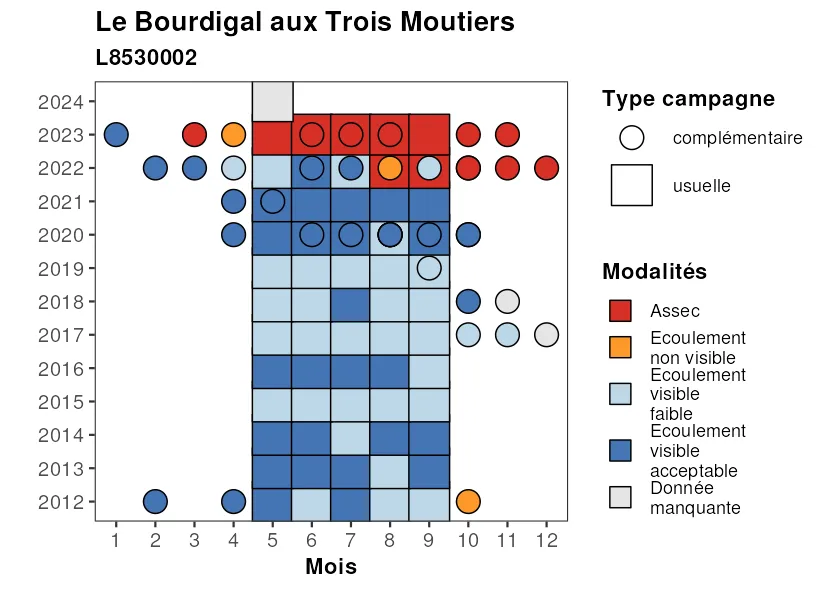 Le Bourdigal aux Trois Moutiers
L8530002
2024
2023
2022
2021
2020
2019
2018
2017
2016
2015
2014
2013
2012
1 2 3 4 5 6 7 8 9 10 11 12
Mois
Type campagne
complémentaire
usuelle
Modalités
Assec
Ecoulement
non visible
Ecoulement
visible
faible
Ecoulement
visible
acceptable
Donnée
manquante